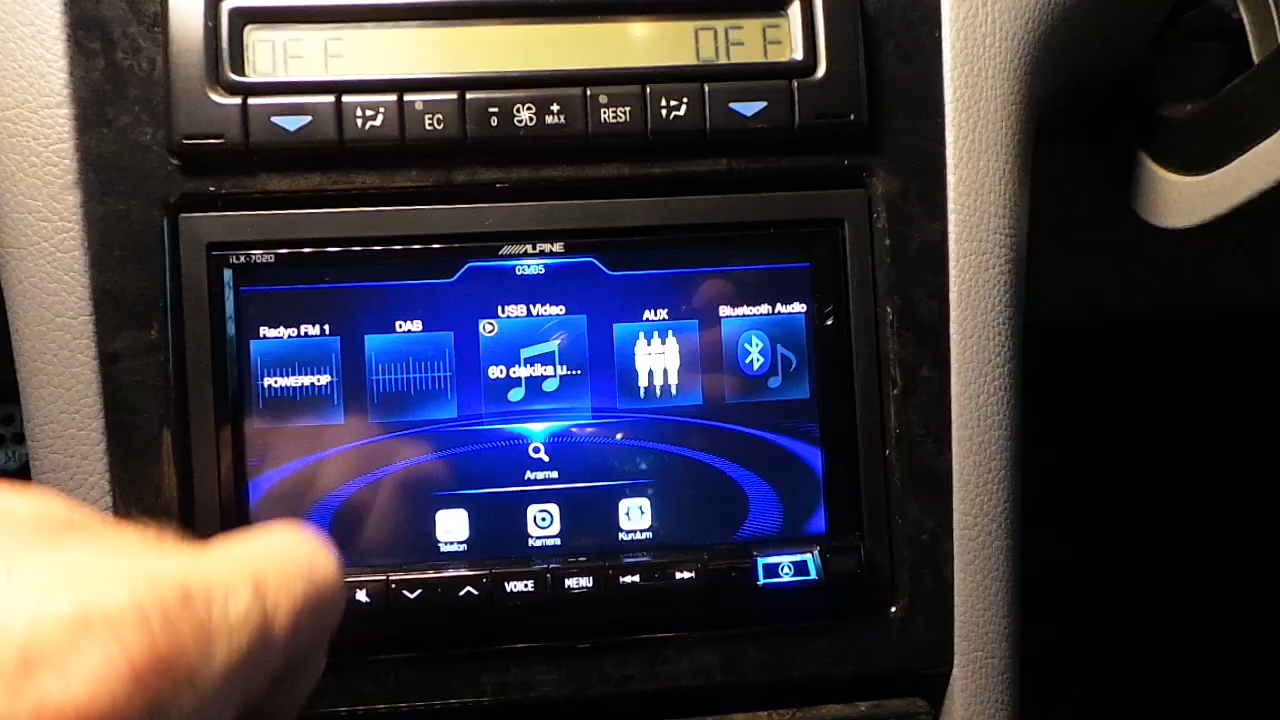 OFF OFF
EC
0
MAX
REST
ALPINE
iLX-702D
03/05
Radyo FM 1
DAB
USB Video
AUX
Bluetooth Audio
POWERPOP
60 dakika u...
Arama
Telefon
Kamera
Kurulum
VOICE
MENU